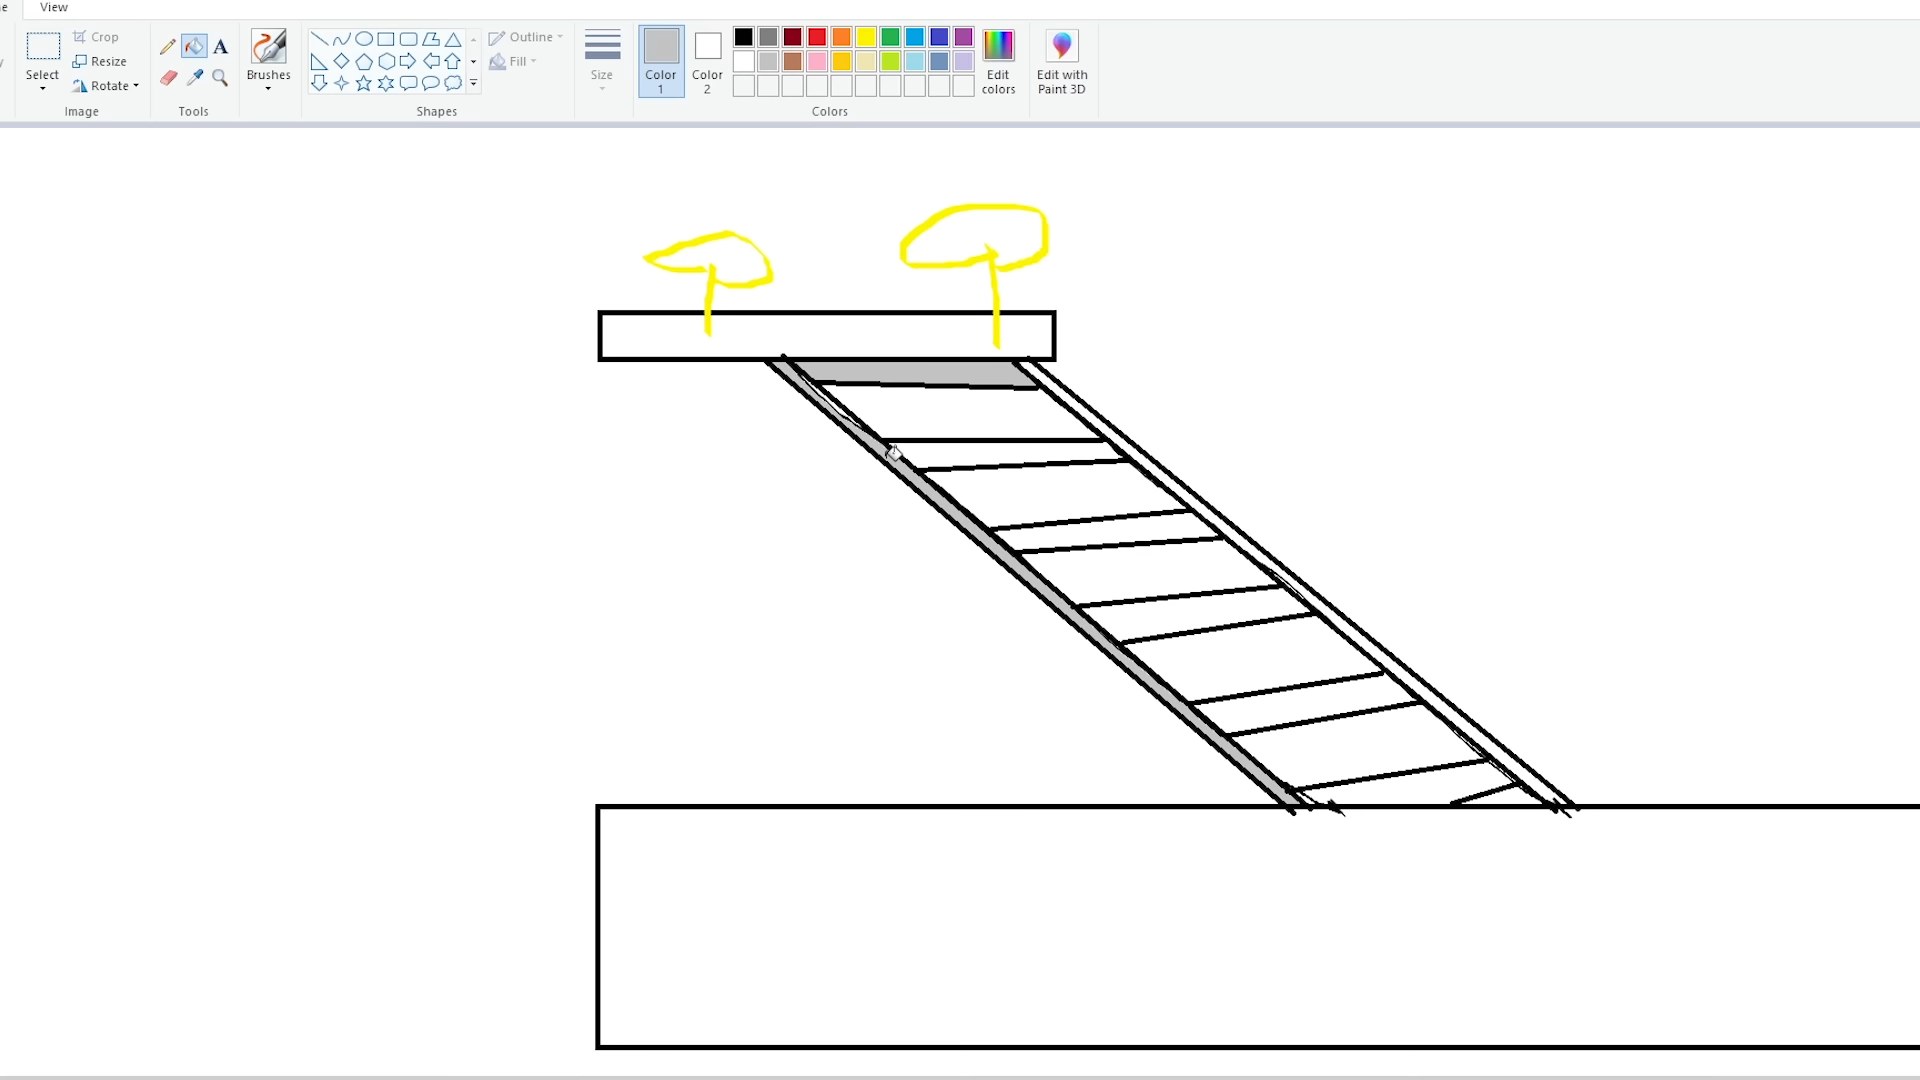 View
Crop
Resize
Rotate
Select
Image
A
Tools
Brushes
Shapes
Outline
Fill
Size
Color
1
Color
2
Edit
colors
Colors
Edit with
Paint 3D